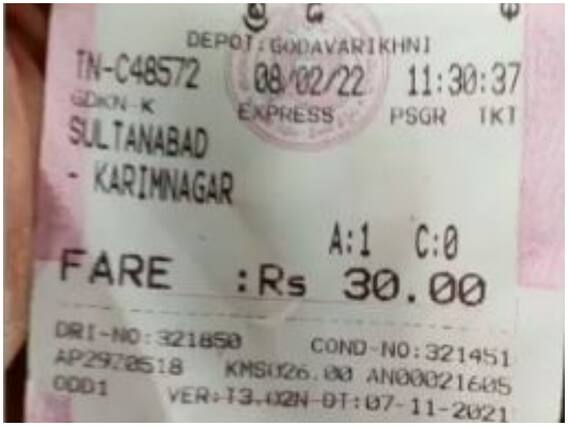 DEPOT:GODAVARIKHNI
TN-C48572 08/02/22 11:30:37
GDKN-K EXPRESS PSGR TKT
SULTANABAD
- KARIMNAGAR
A:1 C:0
FARE :Rs 30.00
DRI-NO:321850 COND-NO:321451
AP29Z0518 KMS026.00 AN00021605
ODD1 VER:T3.02N DT:07-11-2021